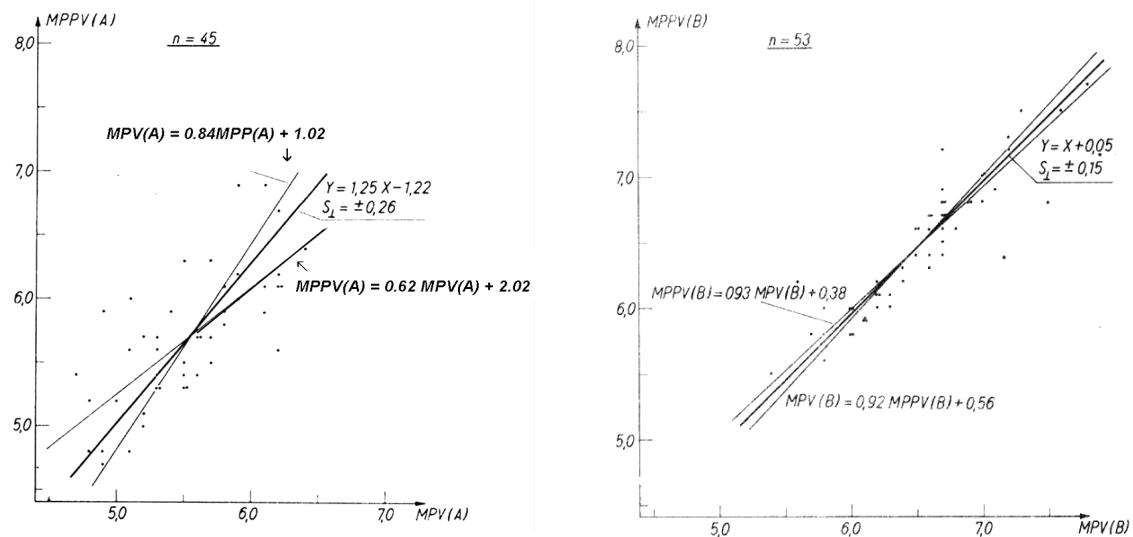 MPPV(A)
8,0
n = 45
MPV(A) = 0.84MPP(A) + 1.02
7,0
Y = 1,25 X – 1,22
S⊥ = ± 0,26
MPPV(A) = 0.62 MPV(A) + 2.02
6,0
5,0
5,0 6,0 7,0 MPV(A)
MPPV(B)
8,0
n = 53
Y = X + 0,05
S⊥ = ± 0,15
7,0
MPPV(B) = 093 MPV(B) + 0,38
6,0
MPV(B) = 0,92 MPPV(B) + 0,56
5,0
5,0 6,0 7,0 MPV(B)